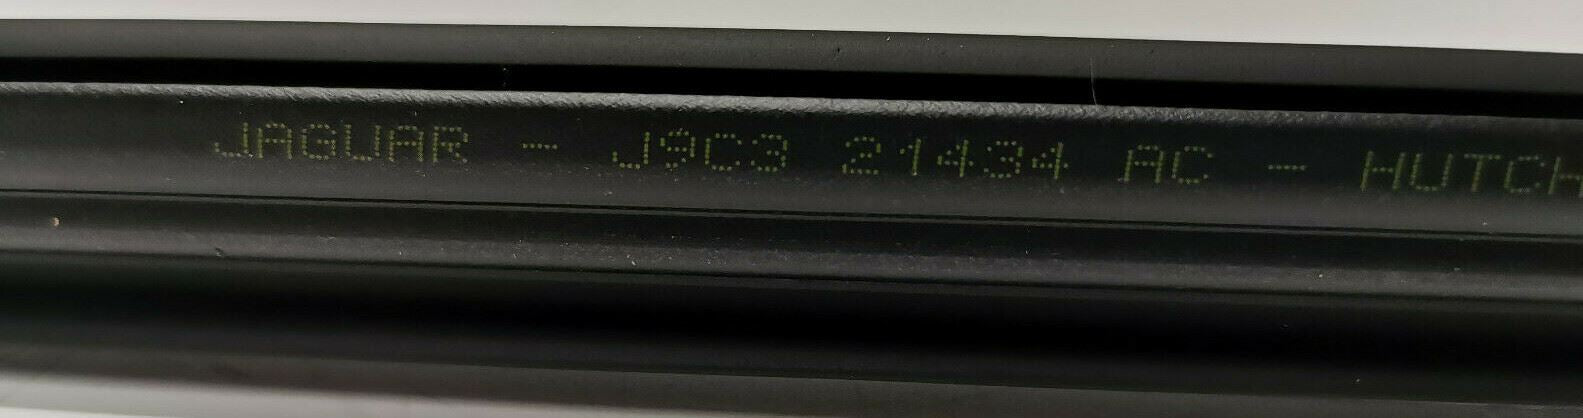 JAGUAR - J9C3 21434 AC - HUTCH